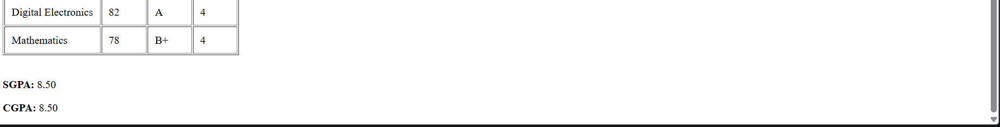 Digital Electronics 82 A 4
Mathematics 78 B+ 4
SGPA: 8.50
CGPA: 8.50